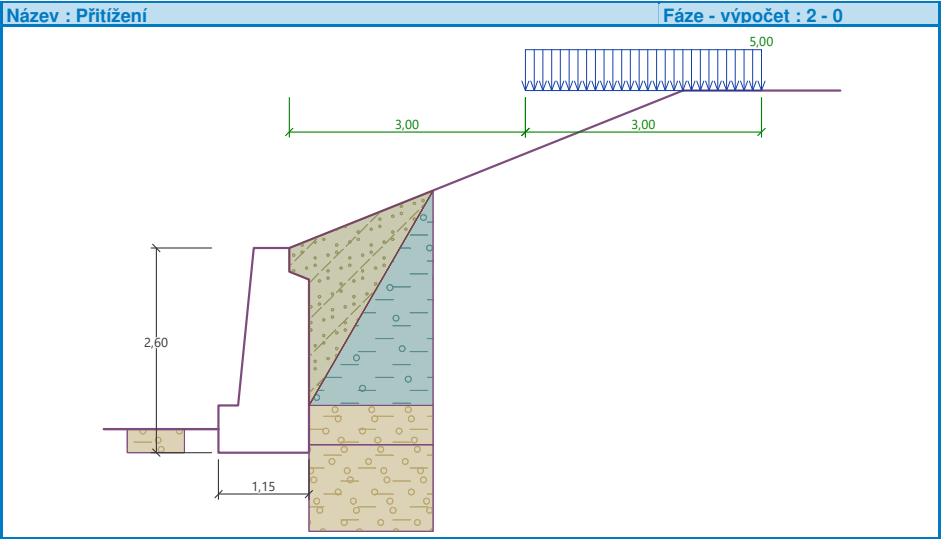 Název : Přitížení
Fáze - výpočet : 2 - 0
5,00
3,00
3,00
2,60
1,15